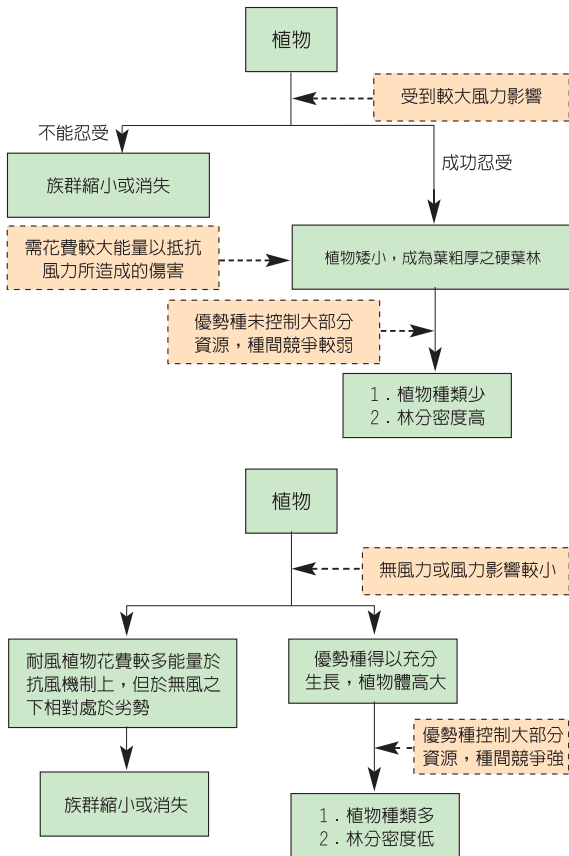 植物
受到較大風力影響
不能忍受
成功忍受
族群縮小或消失
需花費較大能量以抵抗
風力所造成的傷害
植物矮小，成為葉粗厚之硬葉林
優勢種未控制大部分
資源，種間競爭較弱
1．植物種類少
2．林分密度高
植物
無風力或風力影響較小
耐風植物花費較多能量於
抗風機制上，但於無風之
下相對處於劣勢
優勢種得以充分
生長，植物體高大
優勢種控制大部分
資源，種間競爭強
族群縮小或消失
1．植物種類多
2．林分密度低